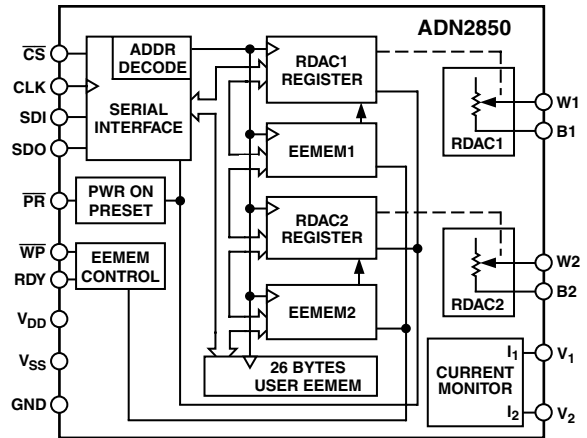 ADN2850
CS
CLK
SDI
SDO
PR
WP
RDY
VDD
VSS
GND
ADDR
DECODE
SERIAL
INTERFACE
PWR ON
PRESET
EEMEM
CONTROL
RDAC1
REGISTER
EEMEM1
RDAC2
REGISTER
EEMEM2
26 BYTES
USER EEMEM
RDAC1
W1
B1
RDAC2
W2
B2
I1
CURRENT
MONITOR
I2
V1
V2